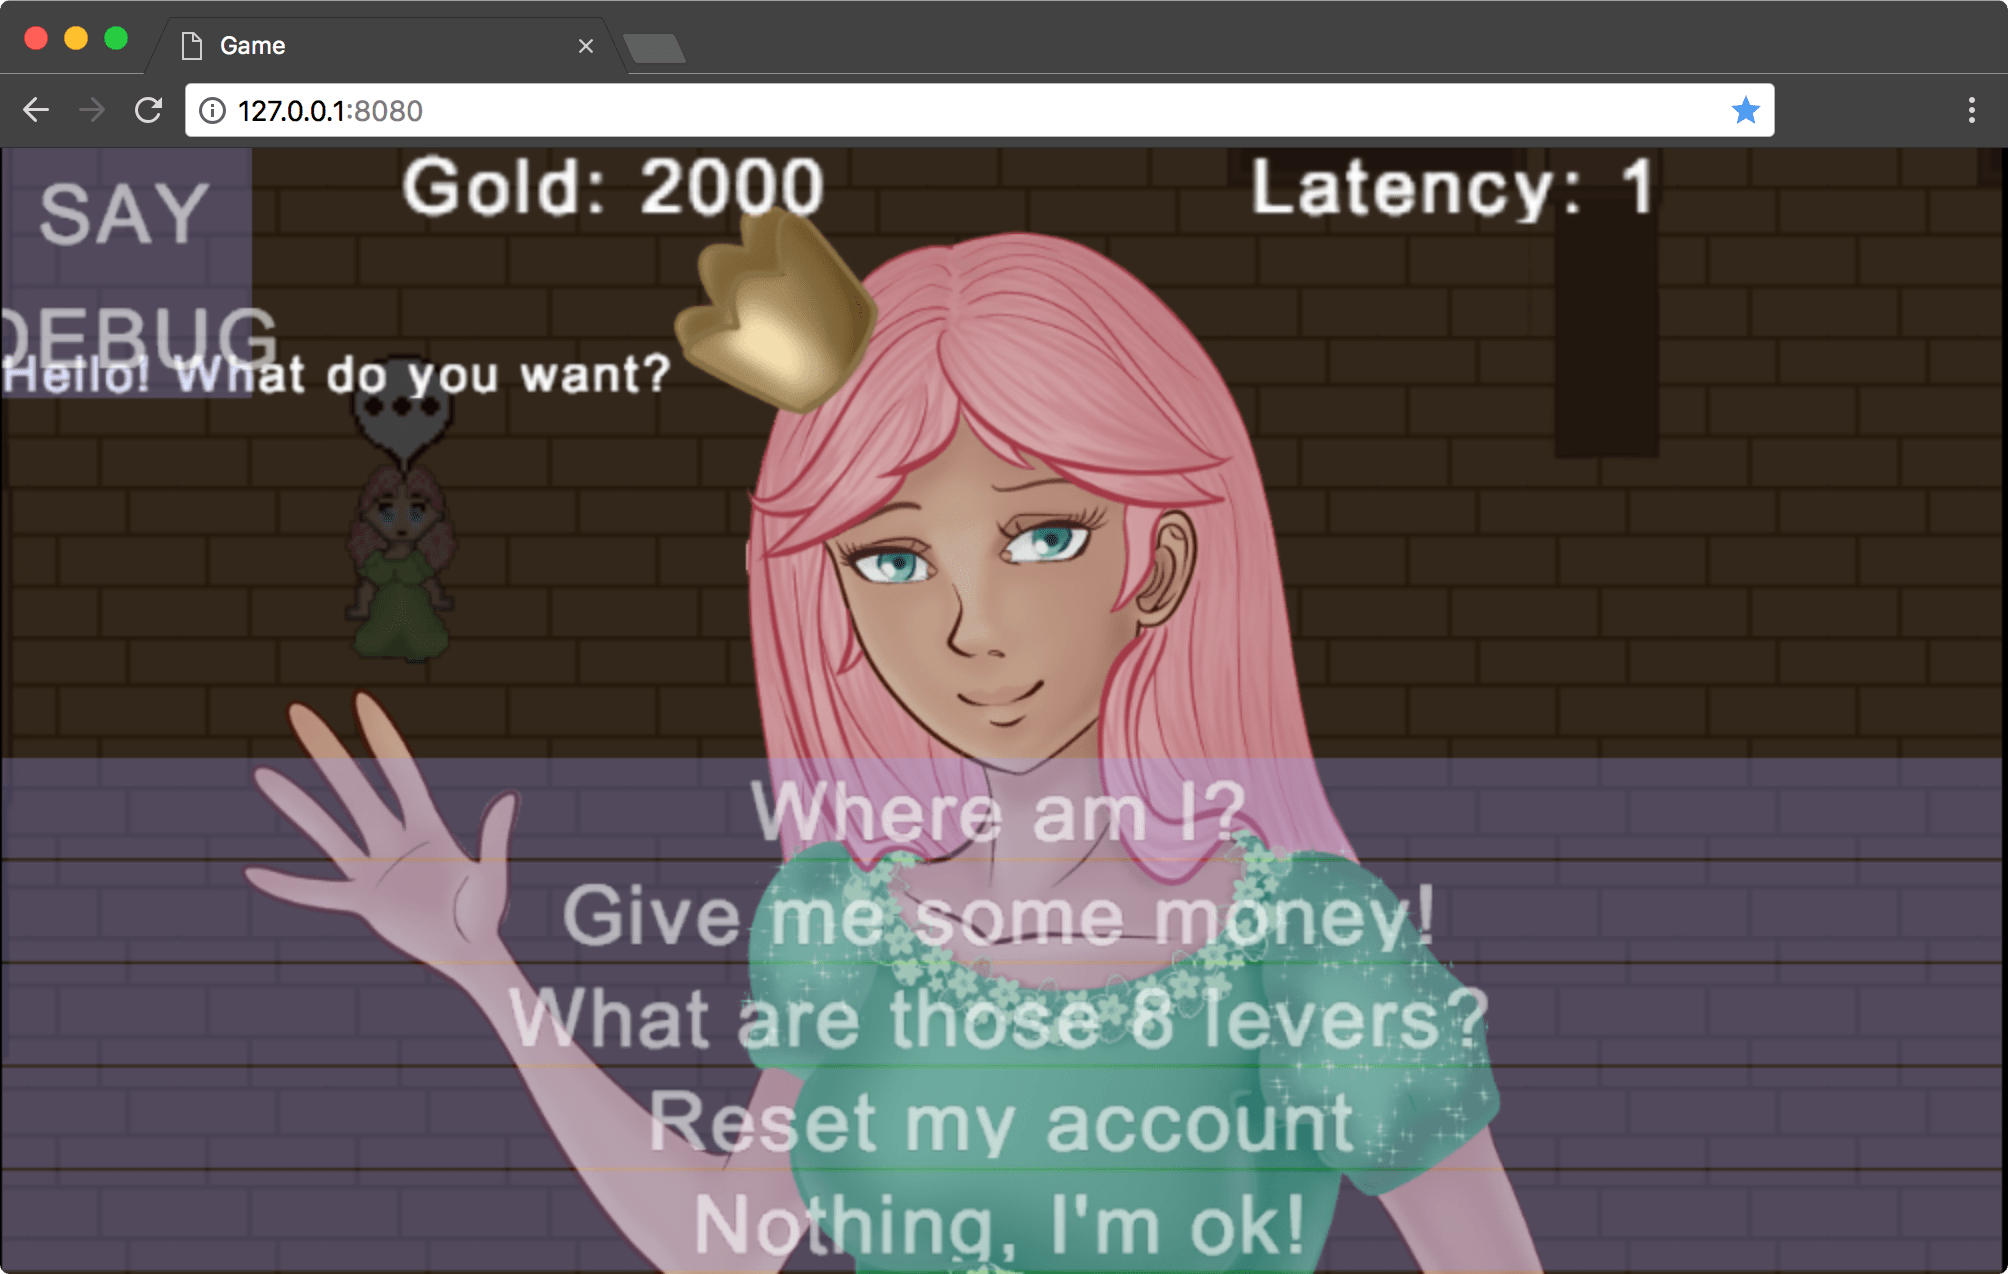 Game
127.0.0.1:8080
SAY
Gold: 2000
Latency: 1
DEBUG
Hello! What do you want?
Where am I?
Give me some money!
What are those 8 levers?
Reset my account
Nothing, I'm ok!